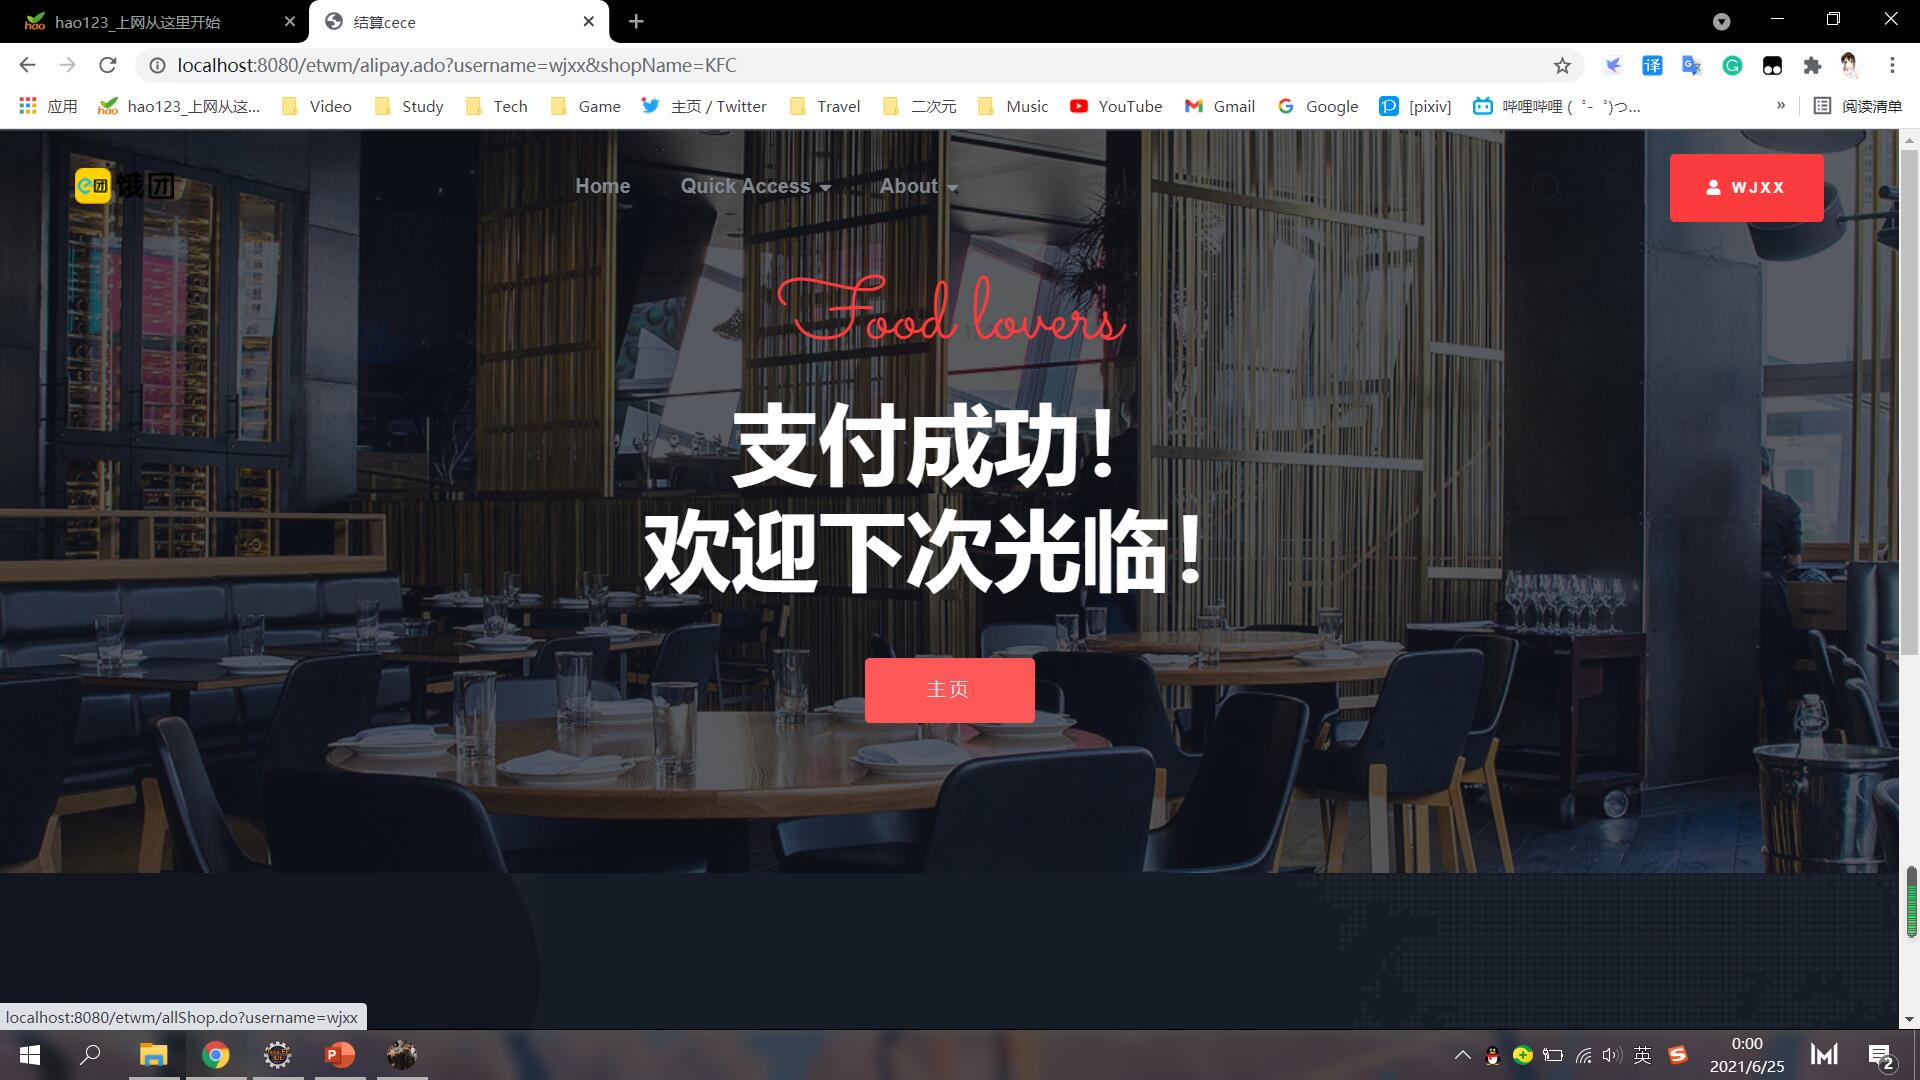 hao123_上网从这里开始
结算cece
localhost:8080/etwm/alipay.ado?username=wjxx&shopName=KFC
应用 hao123_上网从这... Video Study Tech Game 主页 / Twitter Travel 二次元 Music YouTube Gmail Google [pixiv] 哔哩哔哩 ( ゜- ゜)つ... » 阅读清单
e团 饿团 Home Quick Access About WJXX
Food lovers
支付成功！
欢迎下次光临！
主页
localhost:8080/etwm/allShop.do?username=wjxx
英 0:00
2021/6/25
2